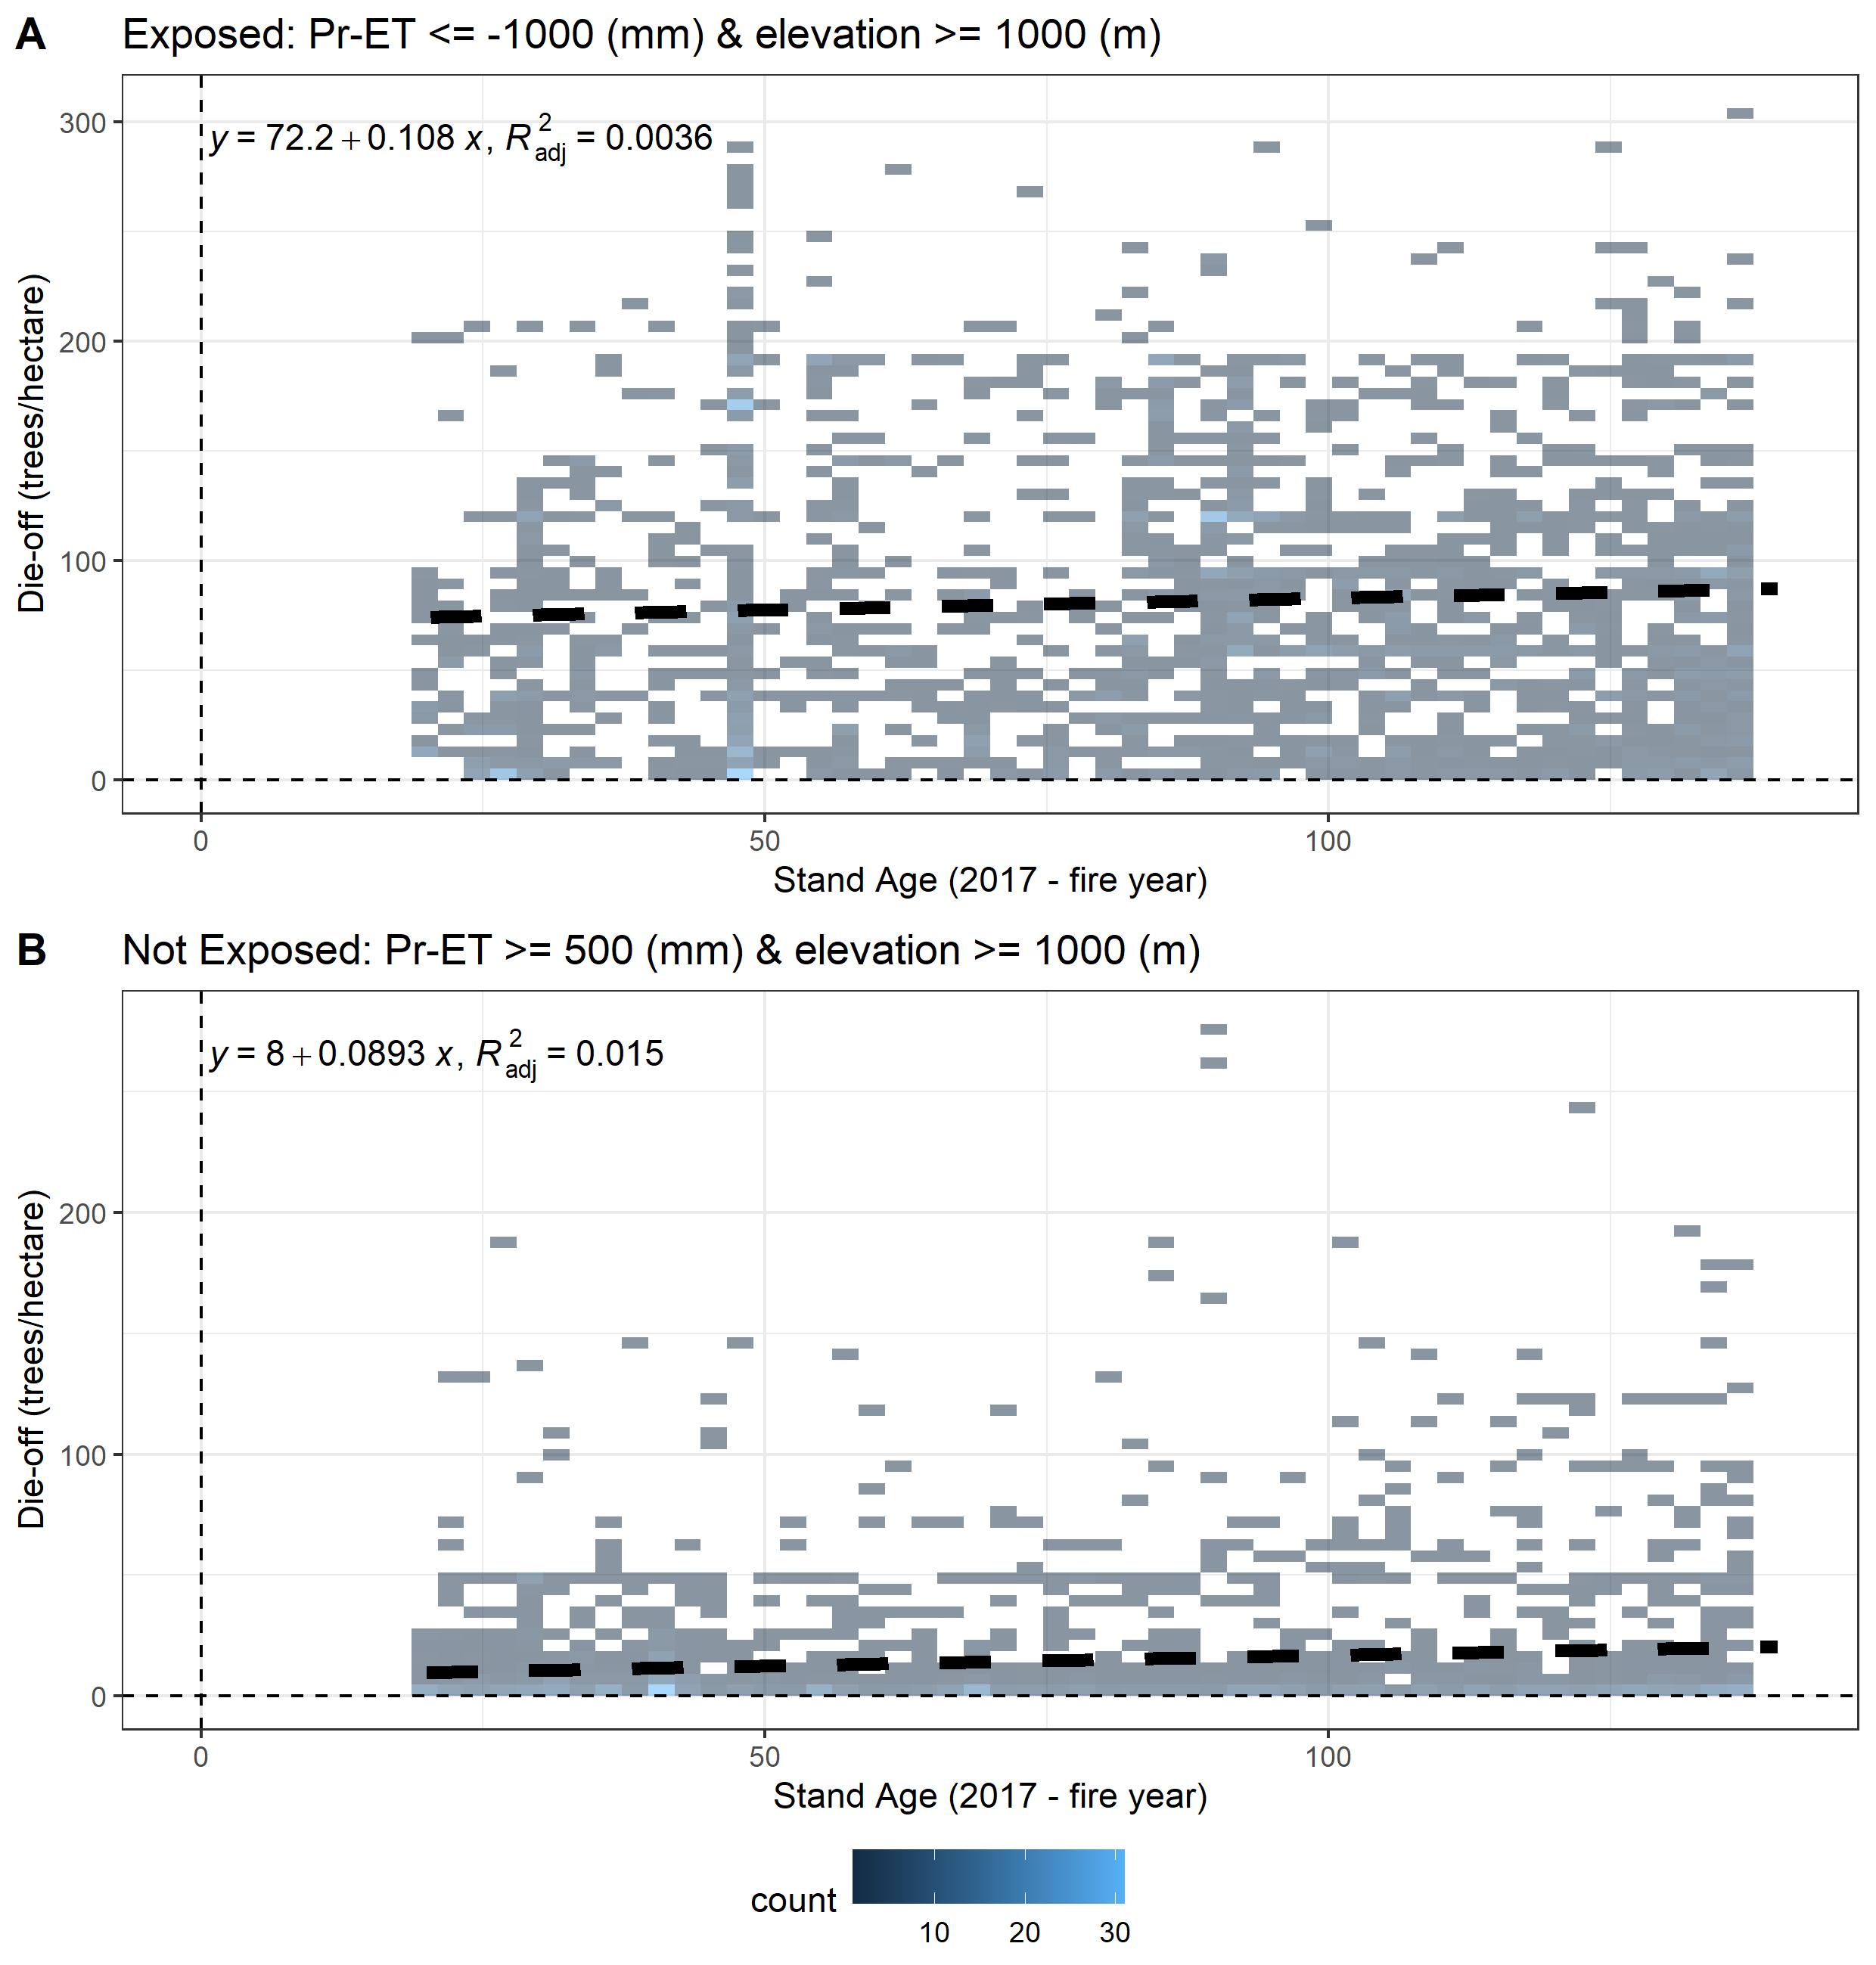 A Exposed: Pr-ET <= -1000 (mm) & elevation >= 1000 (m)
y = 72.2 + 0.108 x, R²adj = 0.0036
300
200
100
0
Die-off (trees/hectare)
0 50 100
Stand Age (2017 - fire year)
B Not Exposed: Pr-ET >= 500 (mm) & elevation >= 1000 (m)
y = 8 + 0.0893 x, R²adj = 0.015
200
100
0
Die-off (trees/hectare)
0 50 100
Stand Age (2017 - fire year)
count
10 20 30